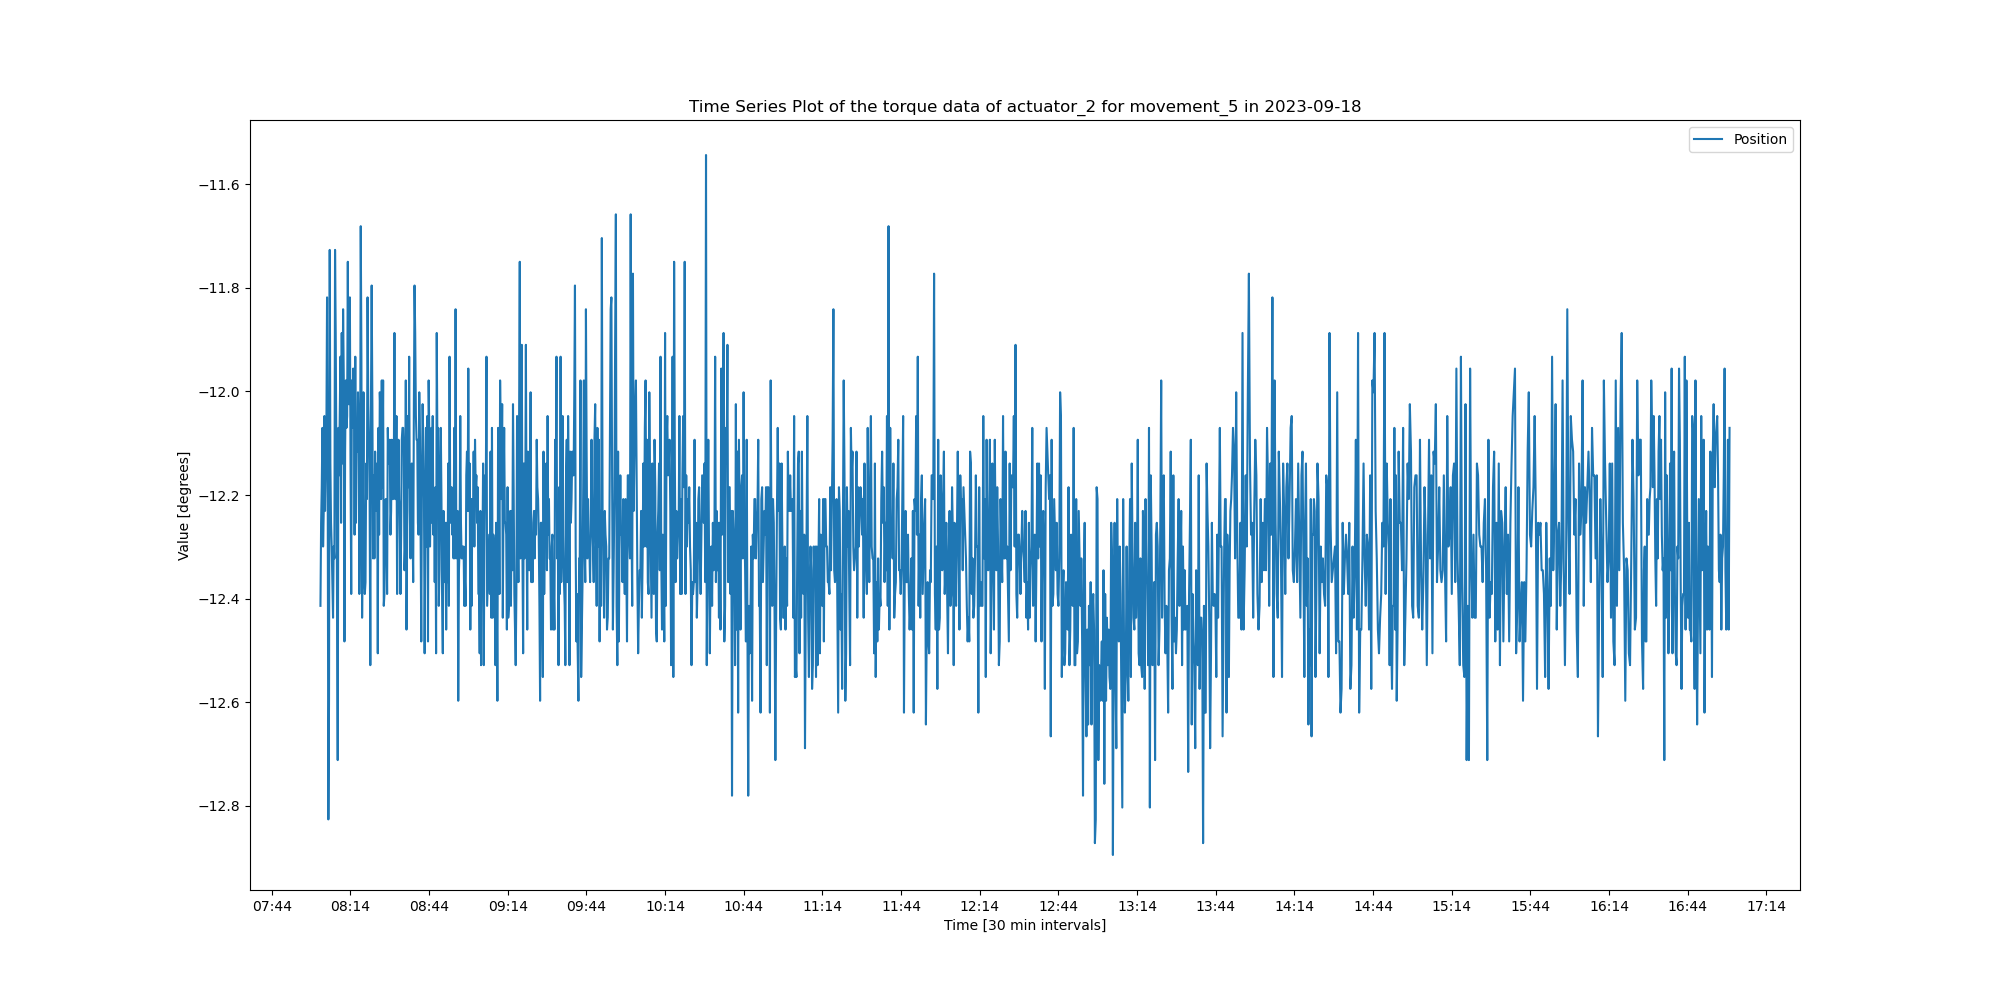 Time Series Plot of the torque data of actuator_2 for movement_5 in 2023-09-18
Position
Value [degrees]
−11.6
−11.8
−12.0
−12.2
−12.4
−12.6
−12.8
07:44 08:14 08:44 09:14 09:44 10:14 10:44 11:14 11:44 12:14 12:44 13:14 13:44 14:14 14:44 15:14 15:44 16:14 16:44 17:14
Time [30 min intervals]